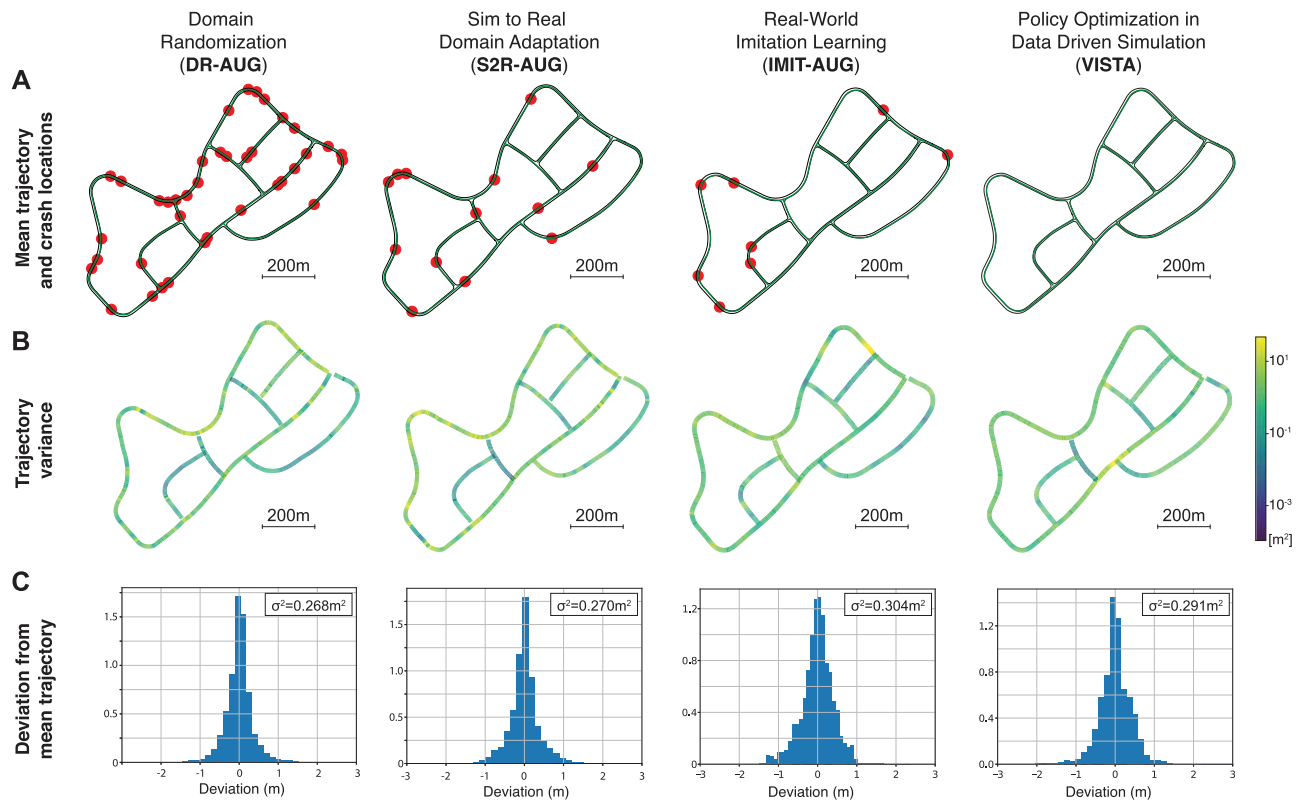 Domain
Randomization
(DR-AUG)
Sim to Real
Domain Adaptation
(S2R-AUG)
Real-World
Imitation Learning
(IMIT-AUG)
Policy Optimization in
Data Driven Simulation
(VISTA)
A
Mean trajectory
and crash locations
200m
200m
200m
200m
B
Trajectory
variance
200m
200m
200m
200m
10¹
10⁻¹
10⁻³
[m²]
C
Deviation from
mean trajectory
σ²=0.268m²
1.5
1.0
0.5
0
-2 -1 0 1 2 3
Deviation (m)
σ²=0.270m²
1.75
1.25
0.75
0.25
0
−3 −2 −1 0 1 2 3
Deviation (m)
σ²=0.304m²
1.2
0.8
0.4
−3 −2 −1 0 1 2 3
Deviation (m)
σ²=0.291m²
1.2
0.8
0.4
0.0
−3 −2 −1 0 1 2 3
Deviation (m)